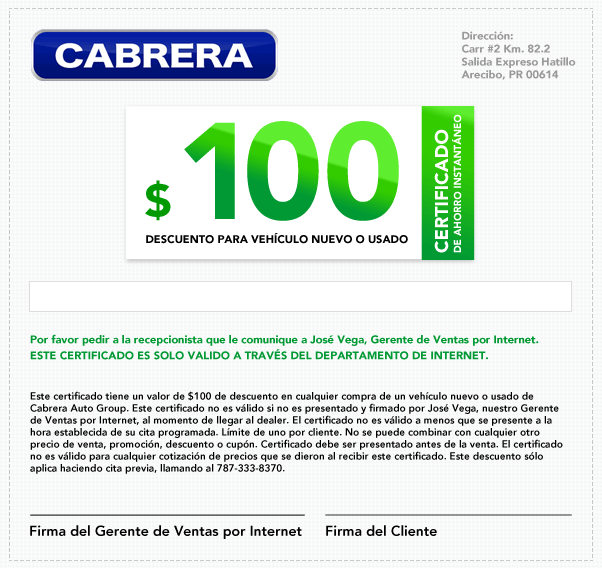 CABRERA
Dirección:
Carr #2 Km. 82.2
Salida Expreso Hatillo
Arecibo, PR 00614
$100
DESCUENTO PARA VEHÍCULO NUEVO O USADO
CERTIFICADO
DE AHORRO INSTANTÁNEO
Por favor pedir a la recepcionista que le comunique a José Vega, Gerente de Ventas por Internet.
ESTE CERTIFICADO ES SOLO VALIDO A TRAVÉS DEL DEPARTAMENTO DE INTERNET.
Este certificado tiene un valor de $100 de descuento en cualquier compra de un vehículo nuevo o usado de
Cabrera Auto Group. Este certificado no es válido si no es presentado y firmado por José Vega, nuestro Gerente
de Ventas por Internet, al momento de llegar al dealer. El certificado no es válido a menos que se presente a la
hora establecida de su cita programada. Límite de uno por cliente. No se puede combinar con cualquier otro
precio de venta, promoción, descuento o cupón. Certificado debe ser presentado antes de la venta. El certificado
no es válido para cualquier cotización de precios que se dieron al recibir este certificado. Este descuento sólo
aplica haciendo cita previa, llamando al 787-333-8370.
Firma del Gerente de Ventas por Internet
Firma del Cliente